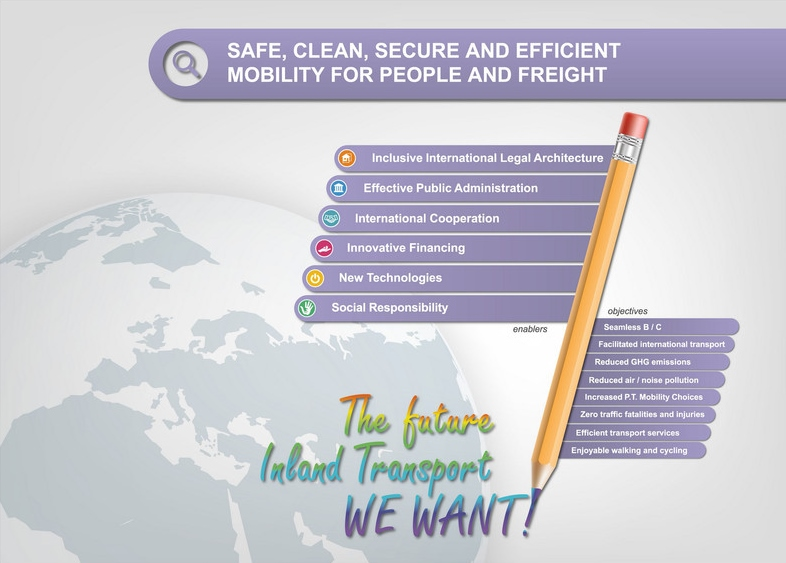 SAFE, CLEAN, SECURE AND EFFICIENT
MOBILITY FOR PEOPLE AND FREIGHT
Inclusive International Legal Architecture
Effective Public Administration
International Cooperation
Innovative Financing
New Technologies
Social Responsibility
enablers
objectives
Seamless B / C
Facilitated international transport
Reduced GHG emissions
Reduced air / noise pollution
Increased P.T. Mobility Choices
Zero traffic fatalities and injuries
Efficient transport services
Enjoyable walking and cycling
The future
Inland Transport
WE WANT!